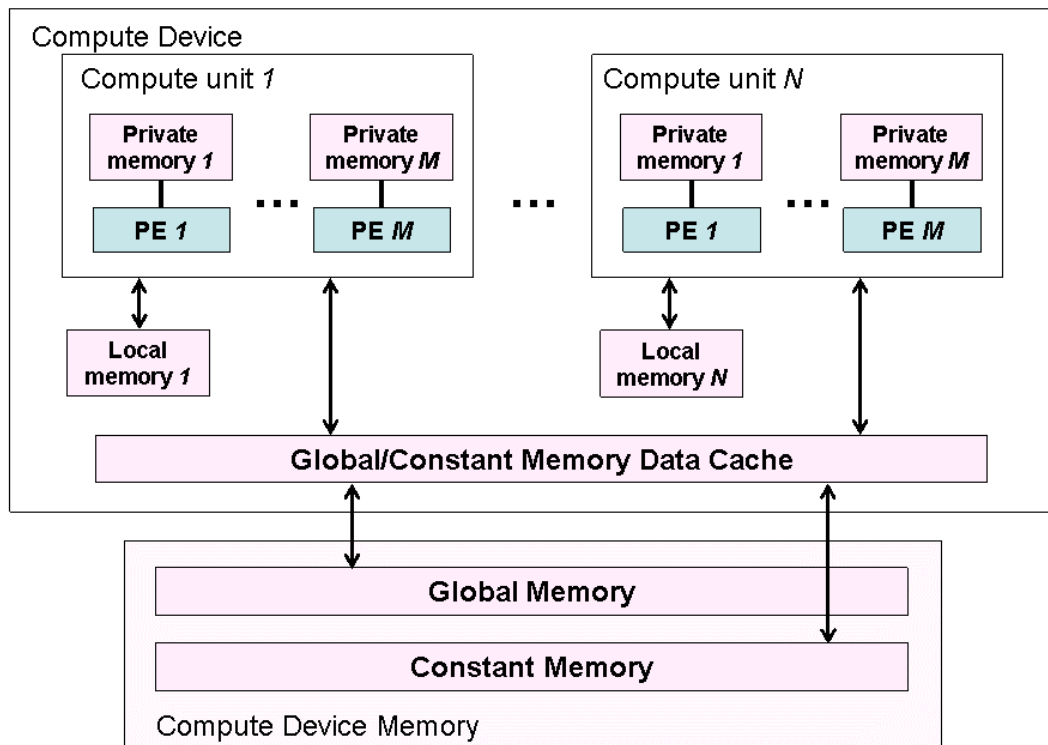 Compute Device
Compute unit 1
Compute unit N
Private
memory 1
Private
memory M
Private
memory 1
Private
memory M
...
...
...
PE 1
PE M
PE 1
PE M
Local
memory 1
Local
memory N
Global/Constant Memory Data Cache
Global Memory
Constant Memory
Compute Device Memory